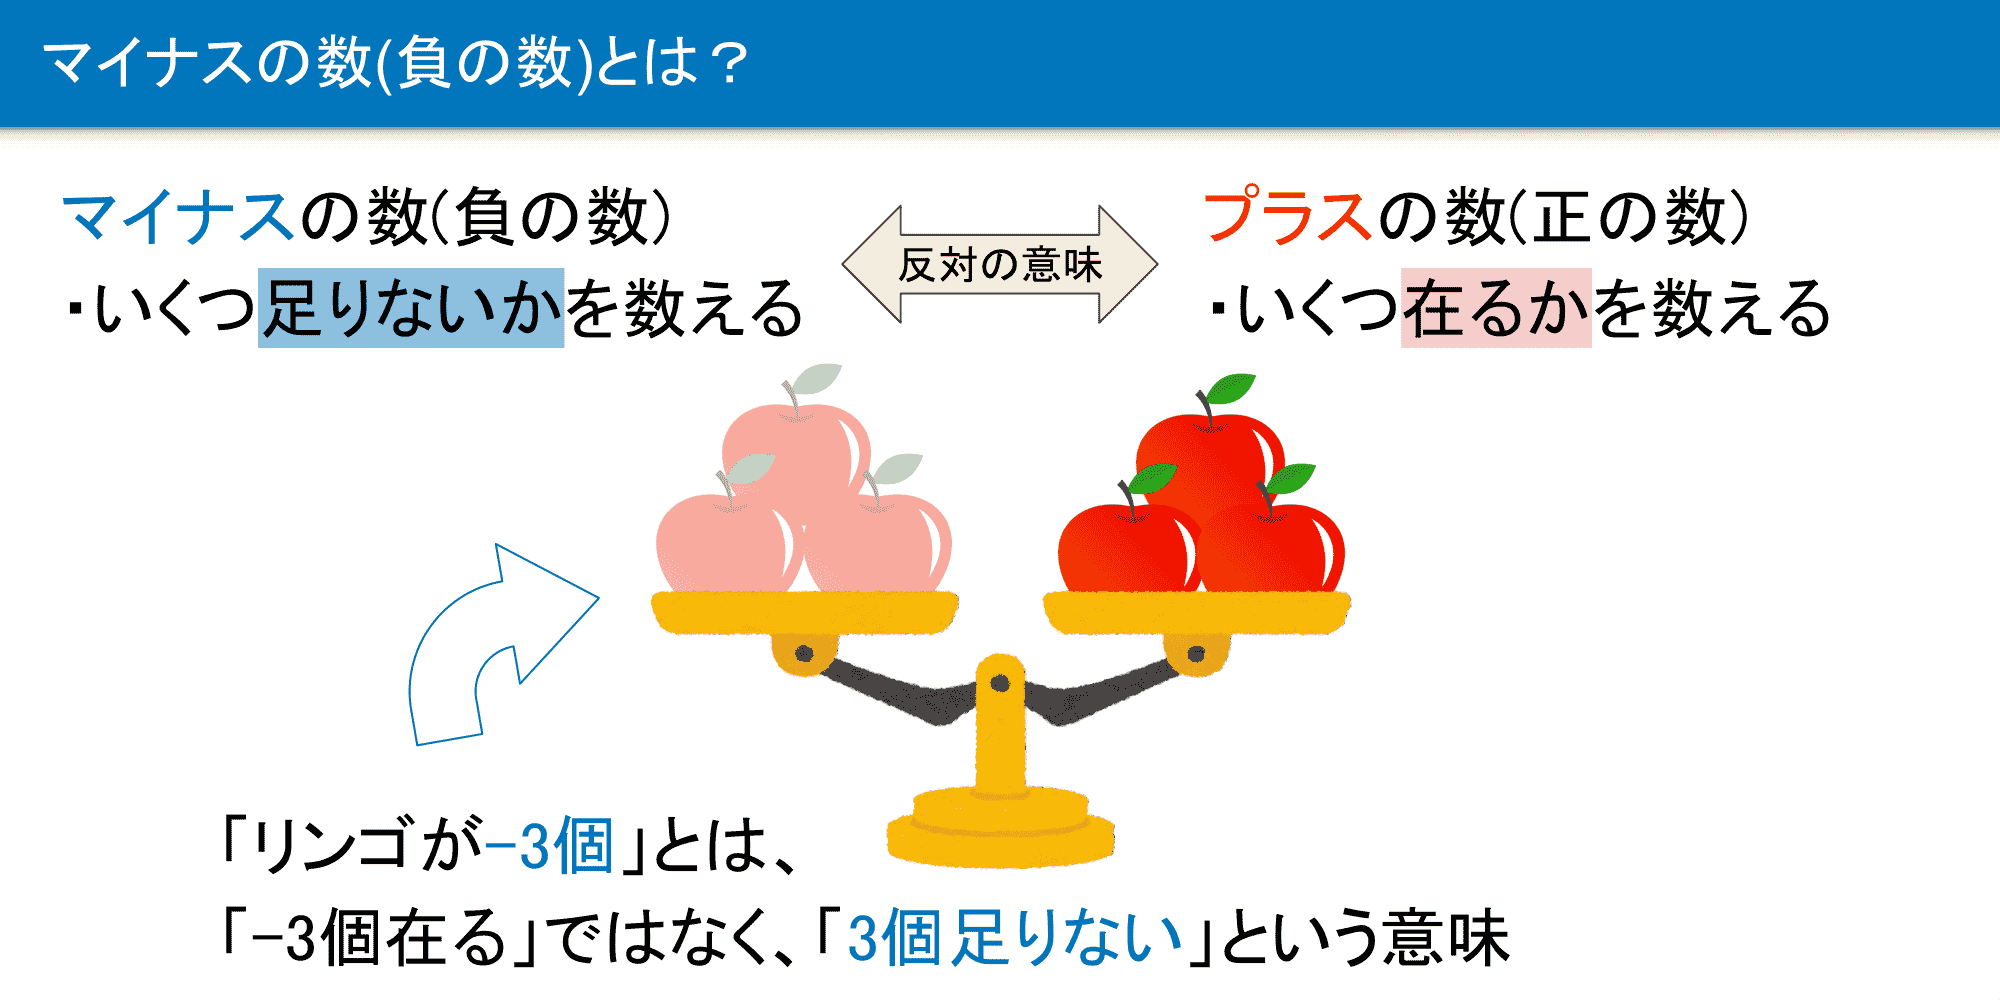 マイナスの数(負の数)とは？
マイナスの数(負の数)
・いくつ足りないかを数える
反対の意味
プラスの数(正の数)
・いくつ在るかを数える
「リンゴが-3個」とは、
「-3個在る」ではなく、「3個足りない」という意味